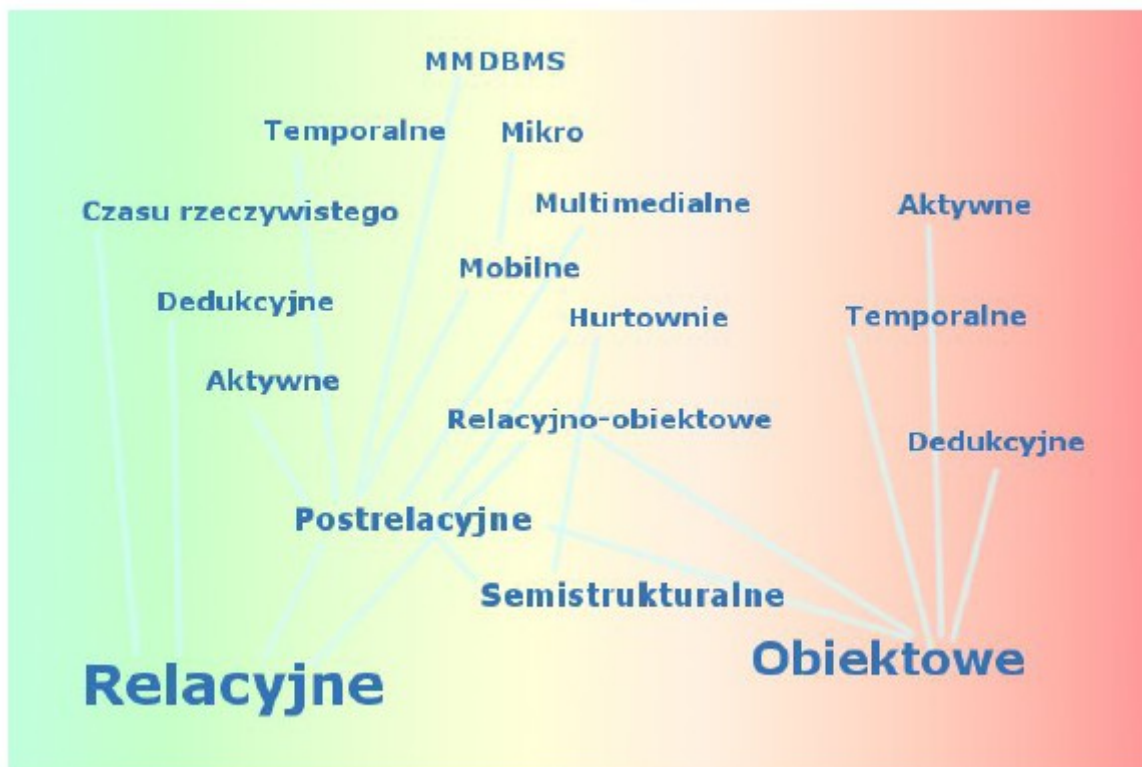 MMDBMS
Temporalne
Mikro
Czasu rzeczywistego
Multimedialne
Aktywne
Mobilne
Dedukcyjne
Hurtownie
Temporalne
Aktywne
Relacyjno-obiektowe
Dedukcyjne
Postrelacyjne
Semistrukturalne
Relacyjne
Obiektowe